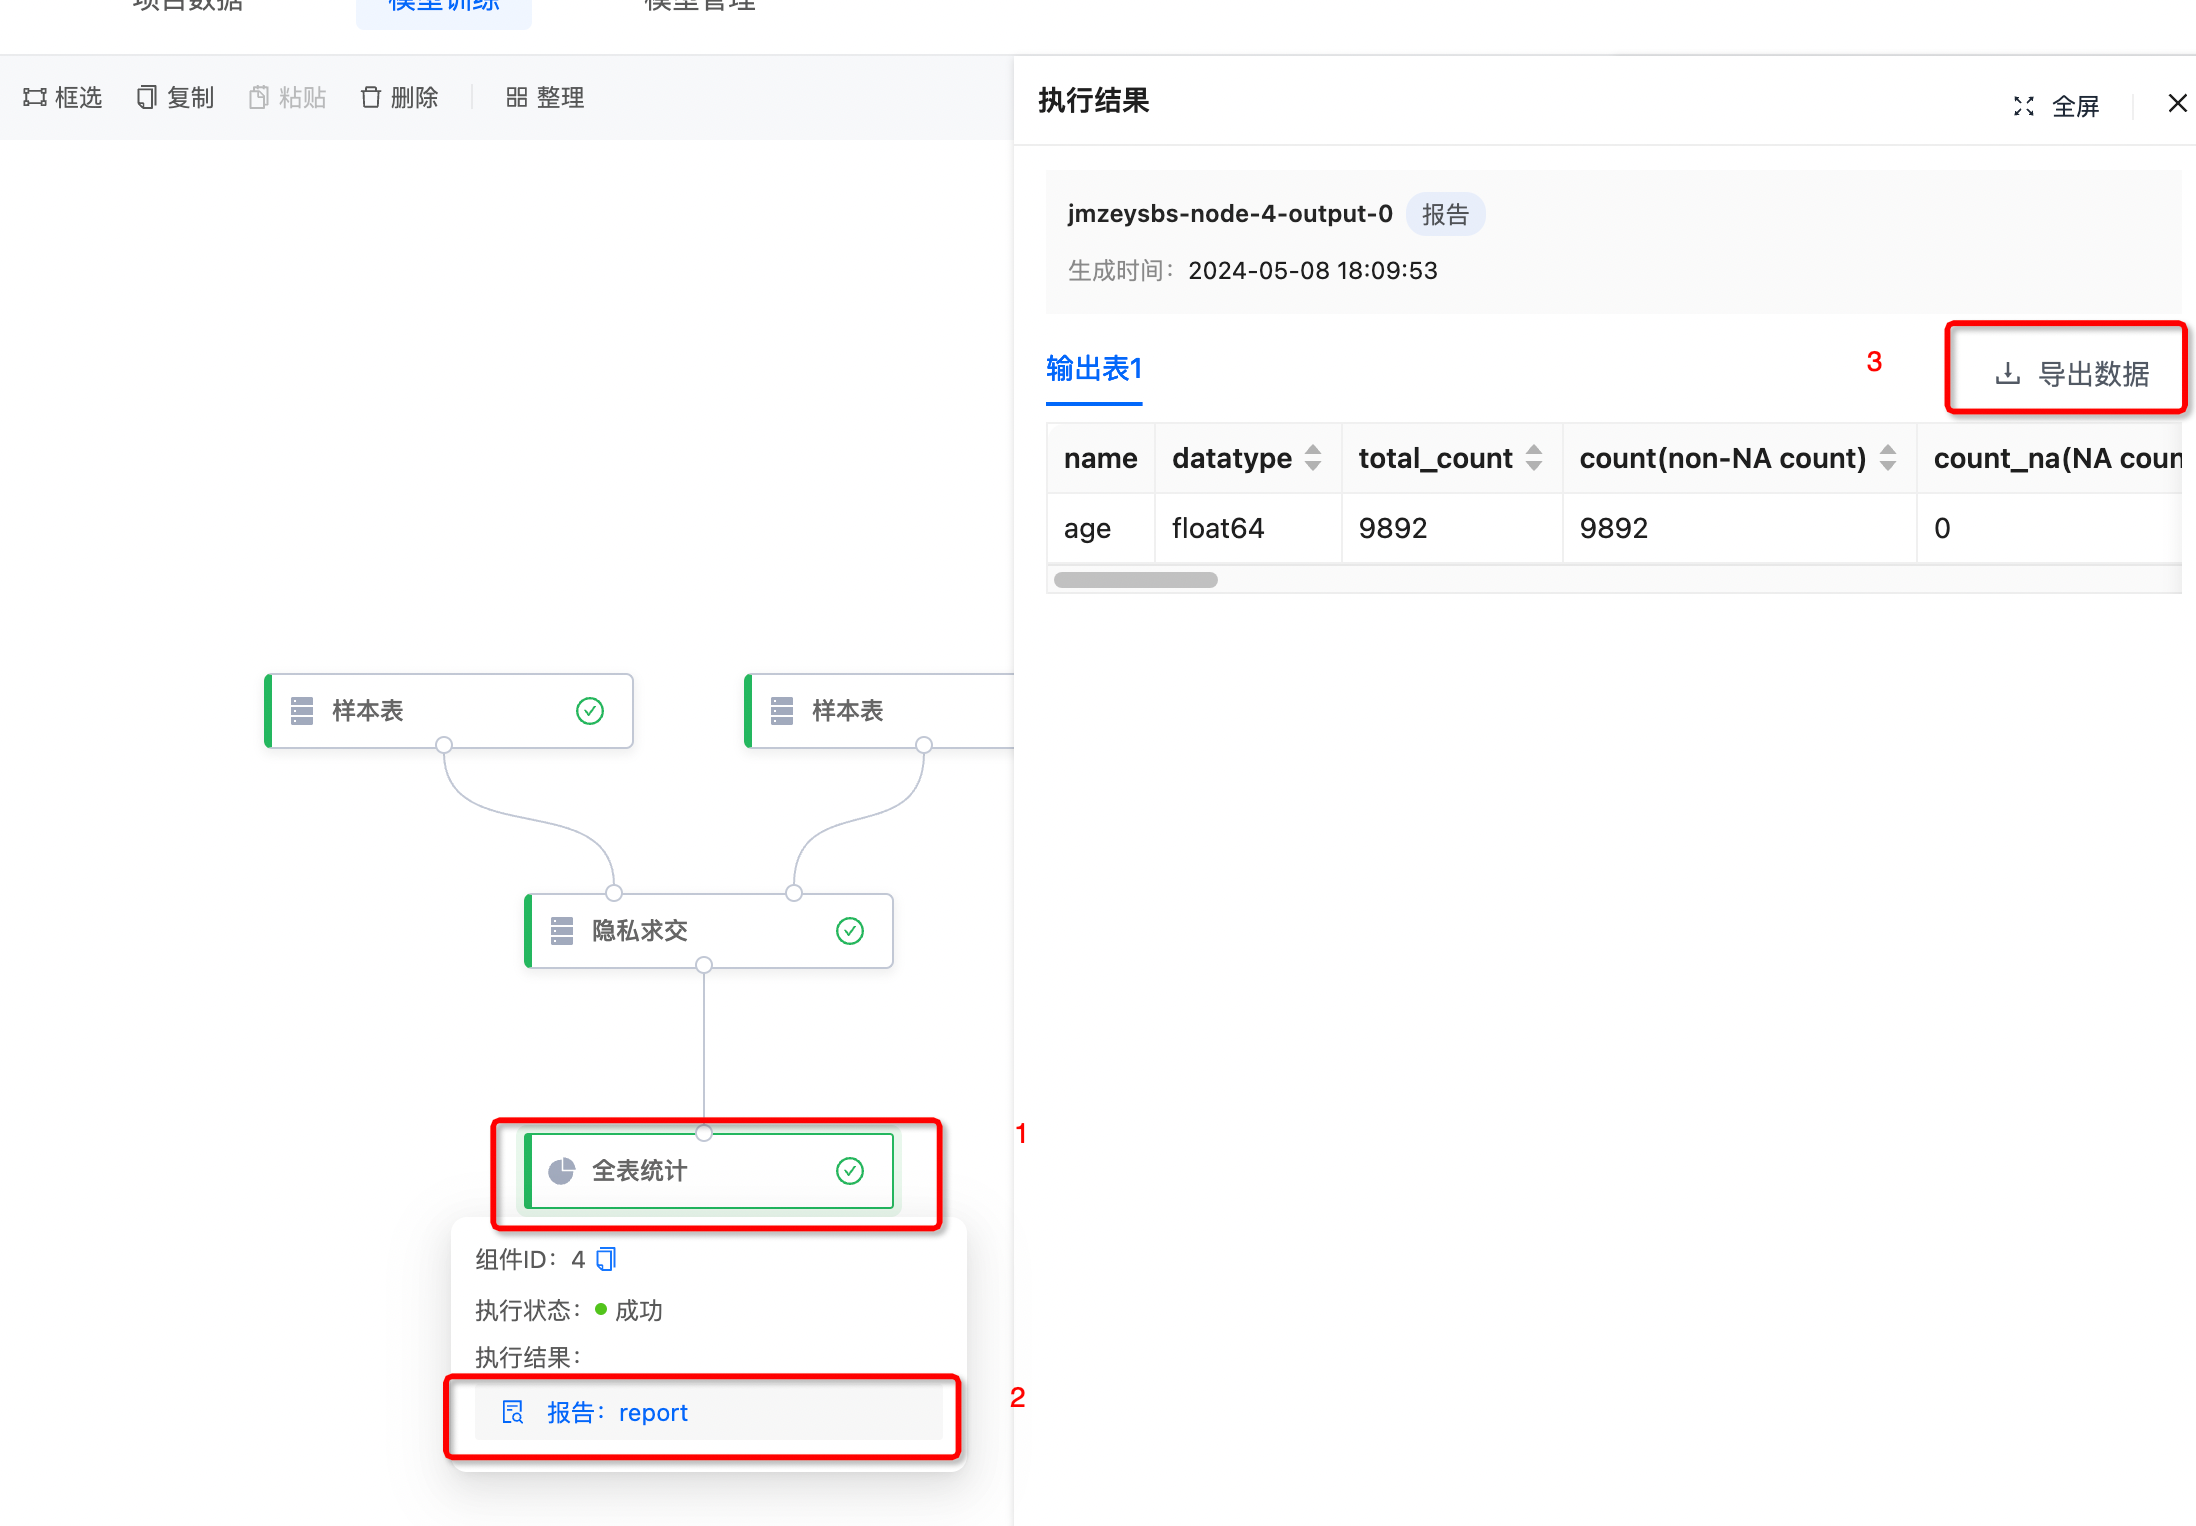 项目数据 模型训练 模型管理
框选 复制 粘贴 删除 整理
执行结果 全屏
jmzeysbs-node-4-output-0 报告
生成时间： 2024-05-08 18:09:53
输出表1 3 导出数据
name datatype total_count count(non-NA count) count_na(NA coun
age float64 9892 9892 0
样本表 样本表
隐私求交
1
全表统计
组件ID： 4
执行状态： 成功
执行结果：
2
报告： report